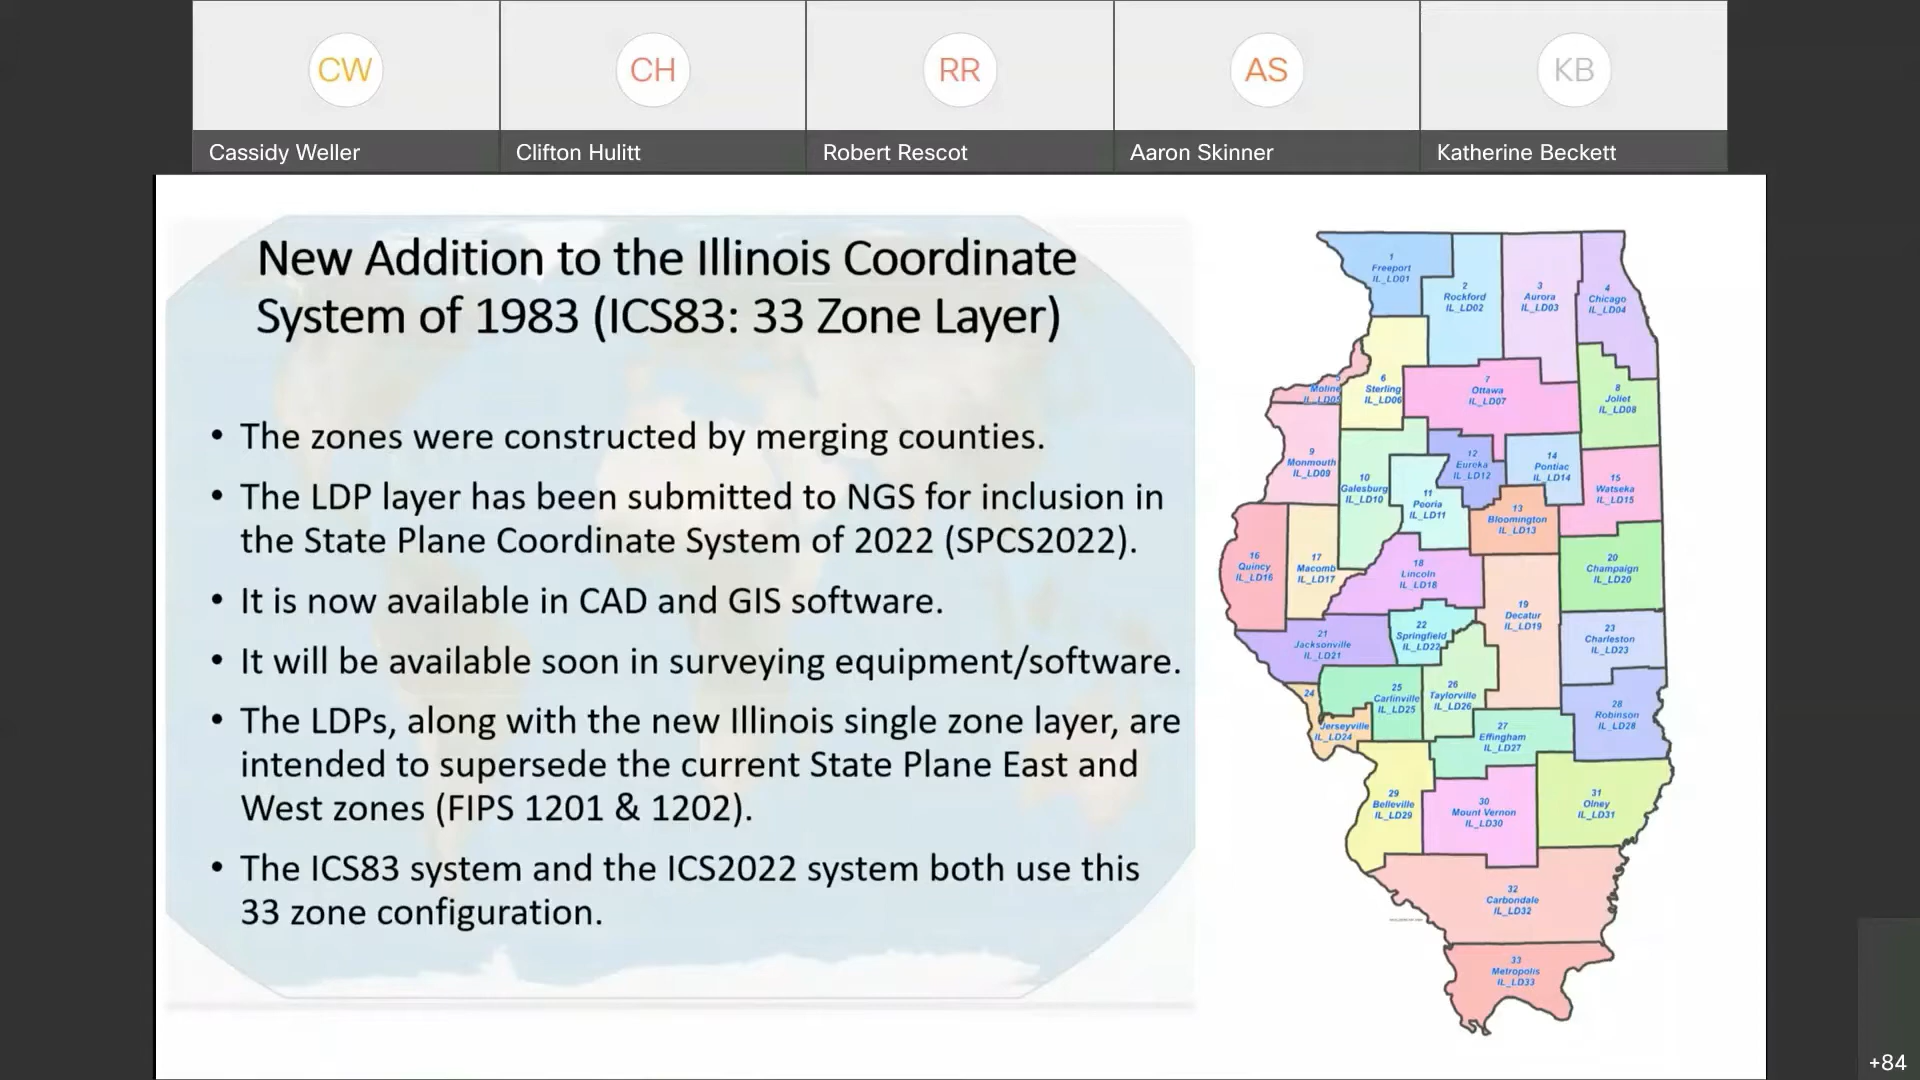 CW
CH
RR
AS
KB
Cassidy Weller
Clifton Hulitt
Robert Rescot
Aaron Skinner
Katherine Beckett
New Addition to the Illinois Coordinate
System of 1983 (ICS83: 33 Zone Layer)
• The zones were constructed by merging counties.
• The LDP layer has been submitted to NGS for inclusion in
the State Plane Coordinate System of 2022 (SPCS2022).
• It is now available in CAD and GIS software.
• It will be available soon in surveying equipment/software.
• The LDPs, along with the new Illinois single zone layer, are
intended to supersede the current State Plane East and
West zones (FIPS 1201 & 1202).
• The ICS83 system and the ICS2022 system both use this
33 zone configuration.
1
Freeport
IL_LD01
2
Rockford
IL_LD02
3
Aurora
IL_LD03
4
Chicago
IL_LD04
5
Moline
IL_LD05
6
Sterling
IL_LD06
7
Ottawa
IL_LD07
8
Joliet
IL_LD08
9
Monmouth
IL_LD09
10
Galesburg
IL_LD10
11
Peoria
IL_LD11
12
Eureka
IL_LD12
13
Bloomington
IL_LD13
14
Pontiac
IL_LD14
15
Watseka
IL_LD15
16
Quincy
IL_LD16
17
Macomb
IL_LD17
18
Lincoln
IL_LD18
19
Decatur
IL_LD19
20
Champaign
IL_LD20
21
Jacksonville
IL_LD21
22
Springfield
IL_LD22
23
Charleston
IL_LD23
24
Jerseyville
IL_LD24
25
Carlinville
IL_LD25
26
Taylorville
IL_LD26
27
Effingham
IL_LD27
28
Robinson
IL_LD28
29
Belleville
IL_LD29
30
Mount Vernon
IL_LD30
31
Olney
IL_LD31
32
Carbondale
IL_LD32
33
Metropolis
IL_LD33
+84